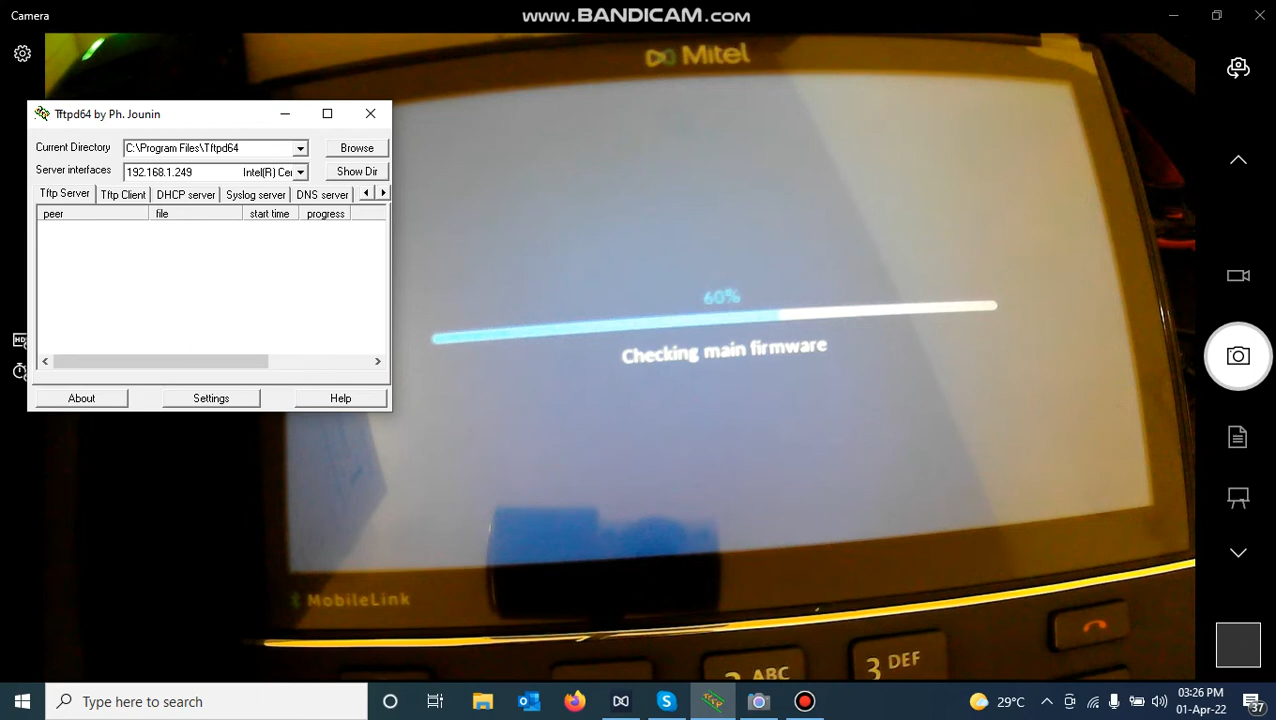 Camera
www.BANDICAM.com
Mitel
Tftpd64 by Ph. Jounin
Current Directory
C:\Program Files\Tftpd64
Browse
Server interfaces
192.168.1.249
Intel(R) Cer
Show Dir
Tftp Server
Tftp Client
DHCP server
Syslog server
DNS server
peer
file
start time
progress
60%
Checking main firmware
About
Settings
Help
MobileLink
ABC
3 DEF
Type here to search
29°C
03:26 PM
01-Apr-22
37